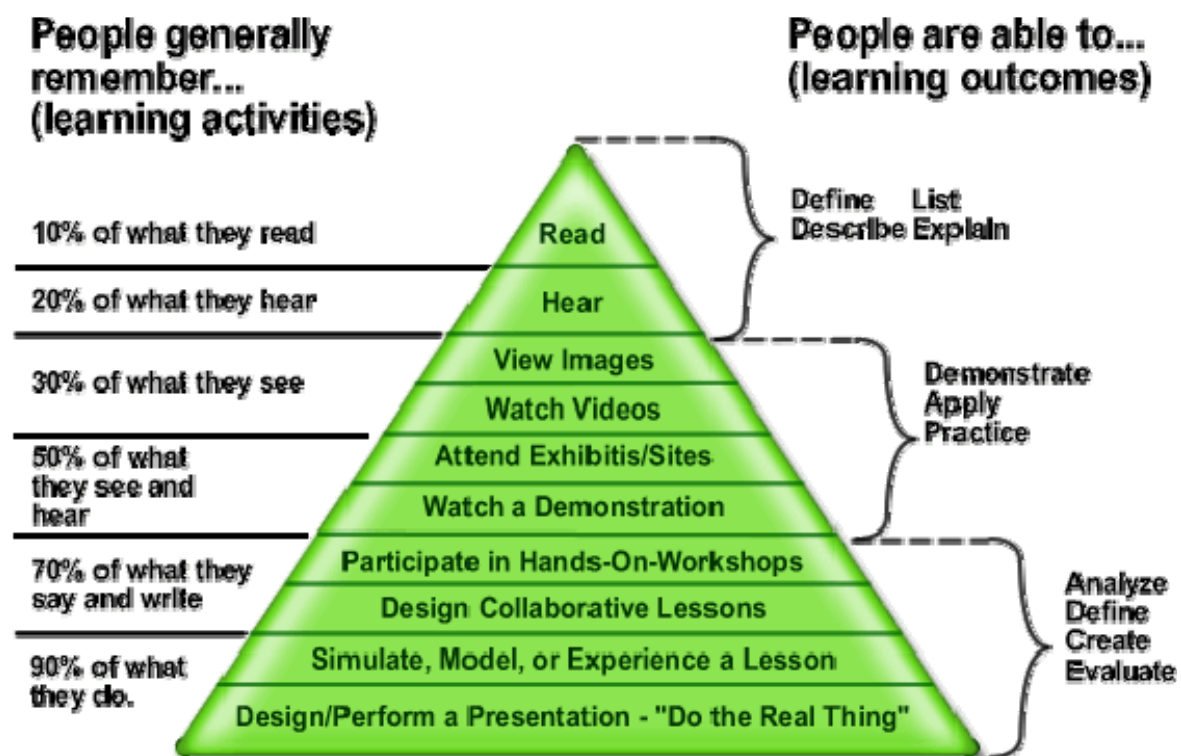 People generally
remember...
(learning activities)
People are able to...
(learning outcomes)
10% of what they read
20% of what they hear
30% of what they see
50% of what
they see and
hear
70% of what they
say and write
90% of what
they do.
Read
Hear
View Images
Watch Videos
Attend Exhibitis/Sites
Watch a Demonstration
Participate in Hands-On-Workshops
Design Collaborative Lessons
Simulate, Model, or Experience a Lesson
Design/Perform a Presentation - "Do the Real Thing"
Define List
Describe Explain
Demonstrate
Apply
Practice
Analyze
Define
Create
Evaluate